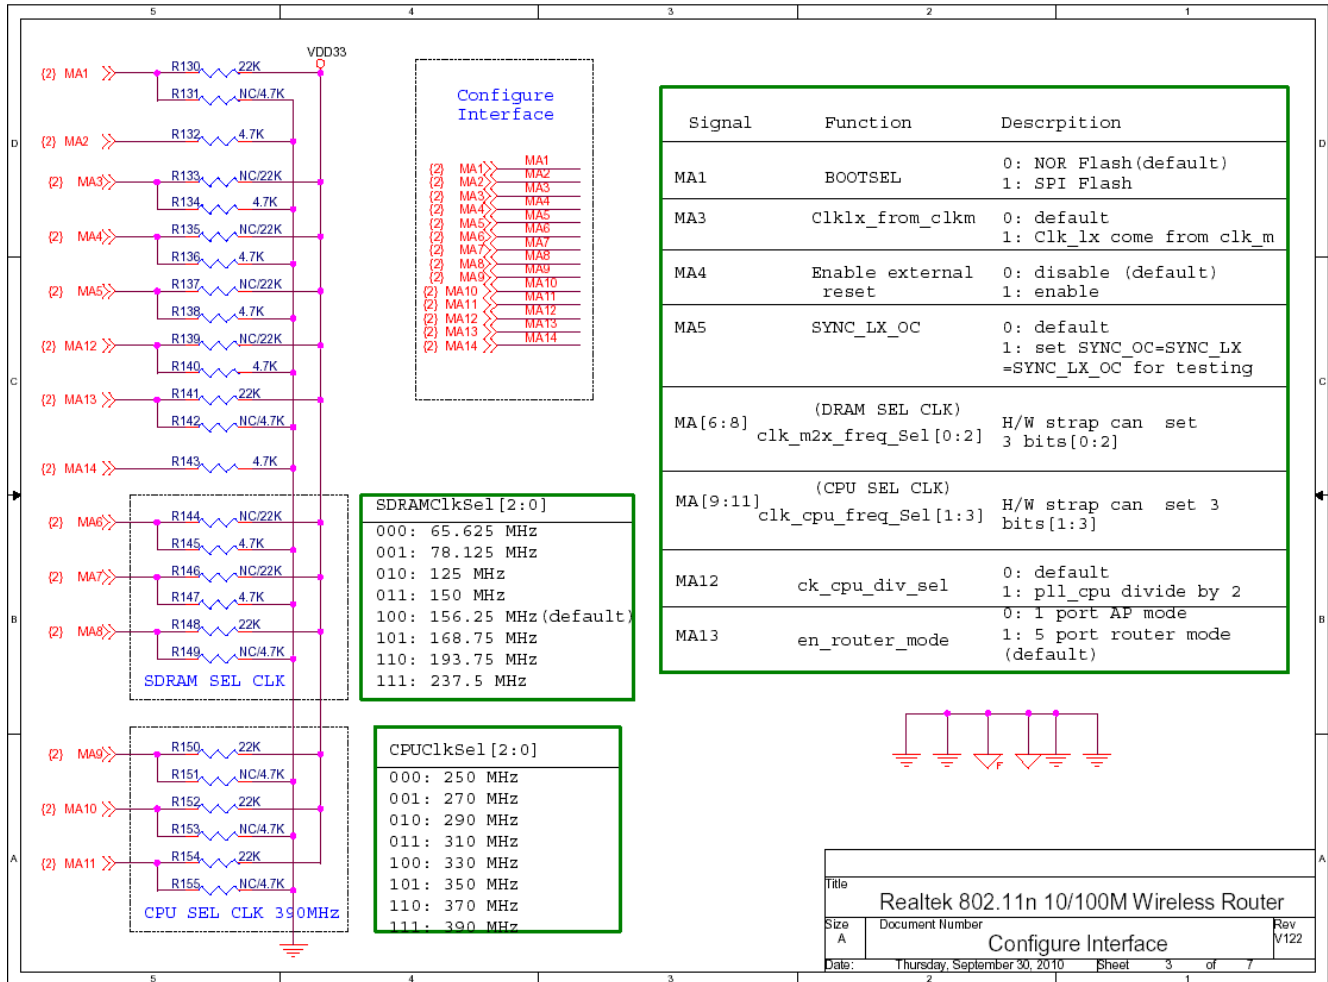 5 4 3 2 1
VDD33
{2} MA1 R130 22K
R131 NC/4.7K
{2} MA2 R132 4.7K
{2} MA3 R133 NC/22K
R134 4.7K
{2} MA4 R135 NC/22K
R136 4.7K
{2} MA5 R137 NC/22K
R138 4.7K
{2} MA12 R139 NC/22K
R140 4.7K
{2} MA13 R141 22K
R142 NC/4.7K
{2} MA14 R143 4.7K
{2} MA6 R144 NC/22K
R145 4.7K
{2} MA7 R146 NC/22K
R147 4.7K
{2} MA8 R148 22K
R149 NC/4.7K
SDRAM SEL CLK
{2} MA9 R150 22K
R151 NC/4.7K
{2} MA10 R152 22K
R153 NC/4.7K
{2} MA11 R154 22K
R155 NC/4.7K
CPU SEL CLK 390MHz
Configure
Interface
{2} MA1 MA1
{2} MA2 MA2
{2} MA3 MA3
{2} MA4 MA4
{2} MA5 MA5
{2} MA6 MA6
{2} MA7 MA7
{2} MA8 MA8
{2} MA9 MA9
{2} MA10 MA10
{2} MA11 MA11
{2} MA12 MA12
{2} MA13 MA13
{2} MA14 MA14
SDRAMClkSel[2:0]
000: 65.625 MHz
001: 78.125 MHz
010: 125 MHz
011: 150 MHz
100: 156.25 MHz(default)
101: 168.75 MHz
110: 193.75 MHz
111: 237.5 MHz
CPUClkSel[2:0]
000: 250 MHz
001: 270 MHz
010: 290 MHz
011: 310 MHz
100: 330 MHz
101: 350 MHz
110: 370 MHz
111: 390 MHz
Signal Function Descrpition
MA1 BOOTSEL 0: NOR Flash(default)
1: SPI Flash
MA3 Clklx_from_clkm 0: default
1: Clk_lx come from clk_m
MA4 Enable external 0: disable (default)
reset 1: enable
MA5 SYNC_LX_OC 0: default
1: set SYNC_OC=SYNC_LX
=SYNC_LX_OC for testing
(DRAM SEL CLK)
MA[6:8] clk_m2x_freq_Sel[0:2] H/W strap can set
3 bits[0:2]
(CPU SEL CLK)
MA[9:11] clk_cpu_freq_Sel[1:3] H/W strap can set 3
bits[1:3]
MA12 ck_cpu_div_sel 0: default
1: pll_cpu divide by 2
0: 1 port AP mode
MA13 en_router_mode 1: 5 port router mode
(default)
F
D D
C C
B B
A A
Title
Realtek 802.11n 10/100M Wireless Router
Size Document Number Rev
A Configure Interface V122
Date: Thursday, September 30, 2010 Sheet 3 of 7
5 4 3 2 1